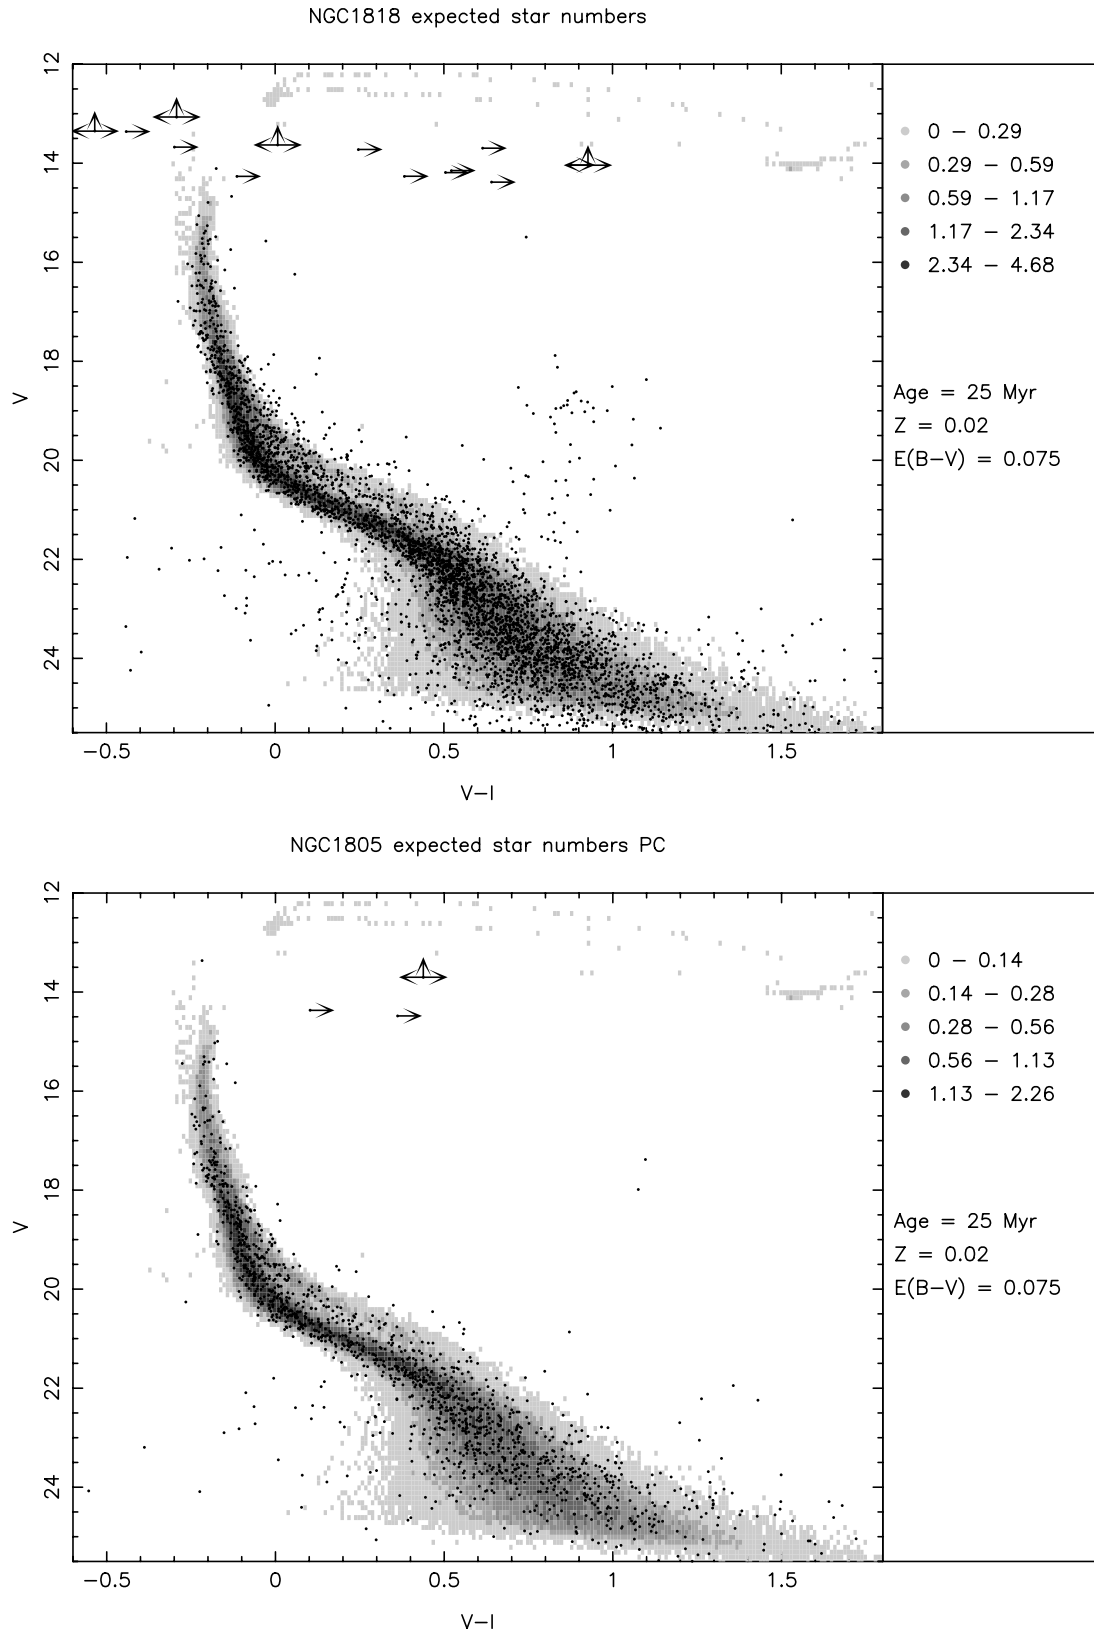 NGC1818 expected star numbers
12
14
16
18
20
22
24
V
−0.5 0 0.5 1 1.5
V−I
0 − 0.29
0.29 − 0.59
0.59 − 1.17
1.17 − 2.34
2.34 − 4.68
Age = 25 Myr
Z = 0.02
E(B−V) = 0.075
NGC1805 expected star numbers PC
12
14
16
18
20
22
24
V
−0.5 0 0.5 1 1.5
V−I
0 − 0.14
0.14 − 0.28
0.28 − 0.56
0.56 − 1.13
1.13 − 2.26
Age = 25 Myr
Z = 0.02
E(B−V) = 0.075